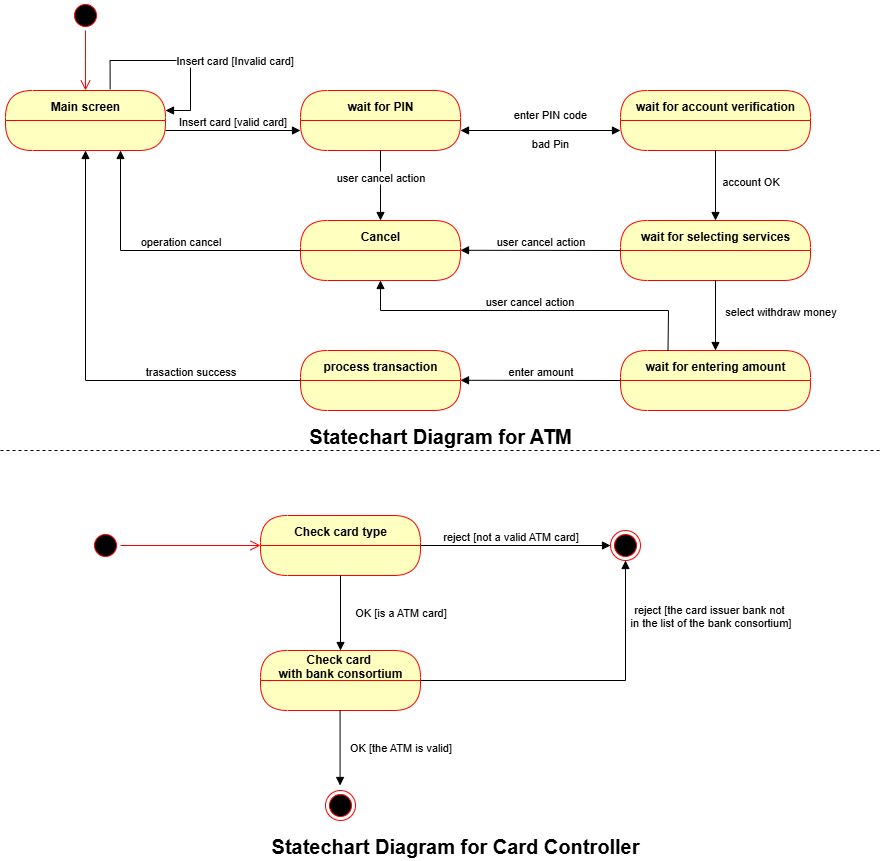 Insert card [Invalid card]
Main screen
wait for PIN
wait for account verification
Insert card [valid card]
enter PIN code
bad Pin
user cancel action
account OK
Cancel
wait for selecting services
operation cancel
user cancel action
user cancel action
select withdraw money
process transaction
wait for entering amount
trasaction success
enter amount
Statechart Diagram for ATM
Check card type
reject [not a valid ATM card]
OK [is a ATM card]
reject [the card issuer bank not
in the list of the bank consortium]
Check card
with bank consortium
OK [the ATM is valid]
Statechart Diagram for Card Controller